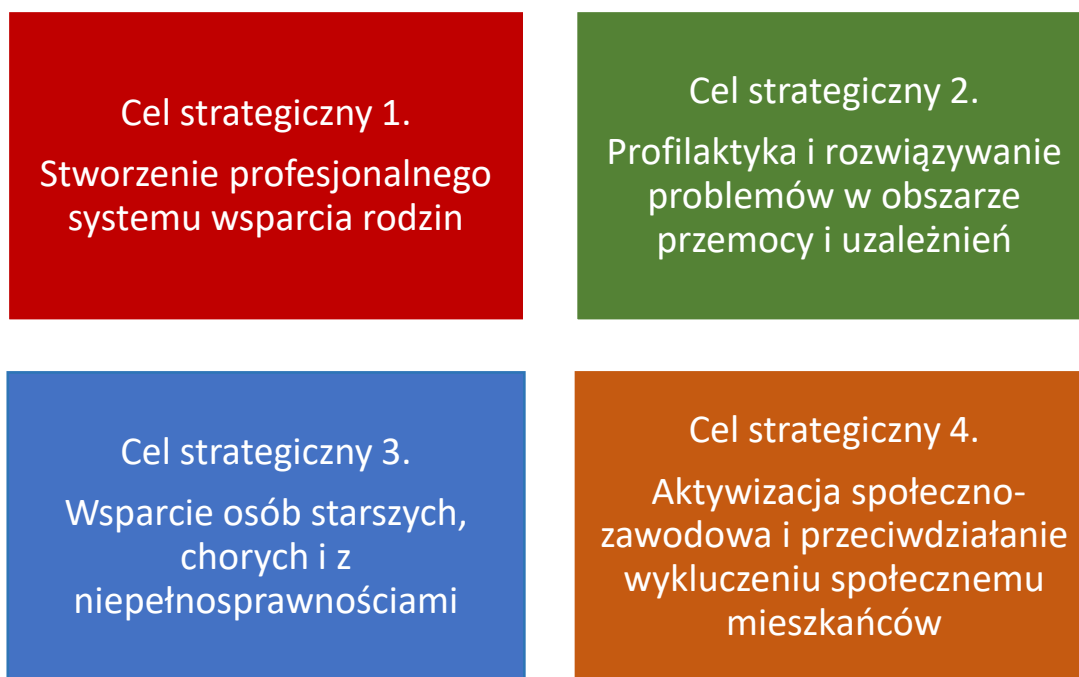 Cel strategiczny 1.
Stworzenie profesjonalnego
systemu wsparcia rodzin
Cel strategiczny 2.
Profilaktyka i rozwiązywanie
problemów w obszarze
przemocy i uzależnień
Cel strategiczny 3.
Wsparcie osób starszych,
chorych i z
niepełnosprawnościami
Cel strategiczny 4.
Aktywizacja społeczno-
zawodowa i przeciwdziałanie
wykluczeniu społecznemu
mieszkańców